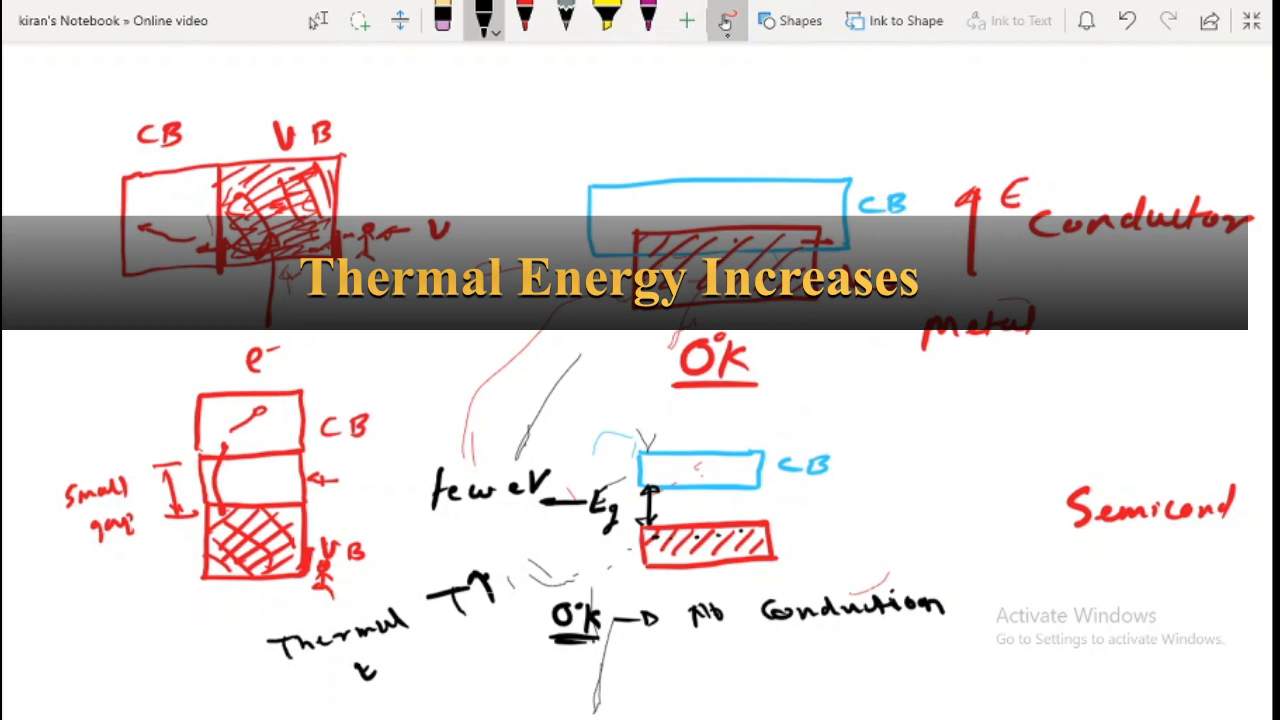 kiran's Notebook » Online video
Shapes
Ink to Shape
Ink to Text
CB
V B
V
CB
E
Conductor
Thermal Energy Increases
Metal
0°K
e-
CB
small
gap
V B
few eV
Eg
CB
Semicond
T↑
Thermal
0°K
No Conduction
Activate Windows
Go to Settings to activate Windows.